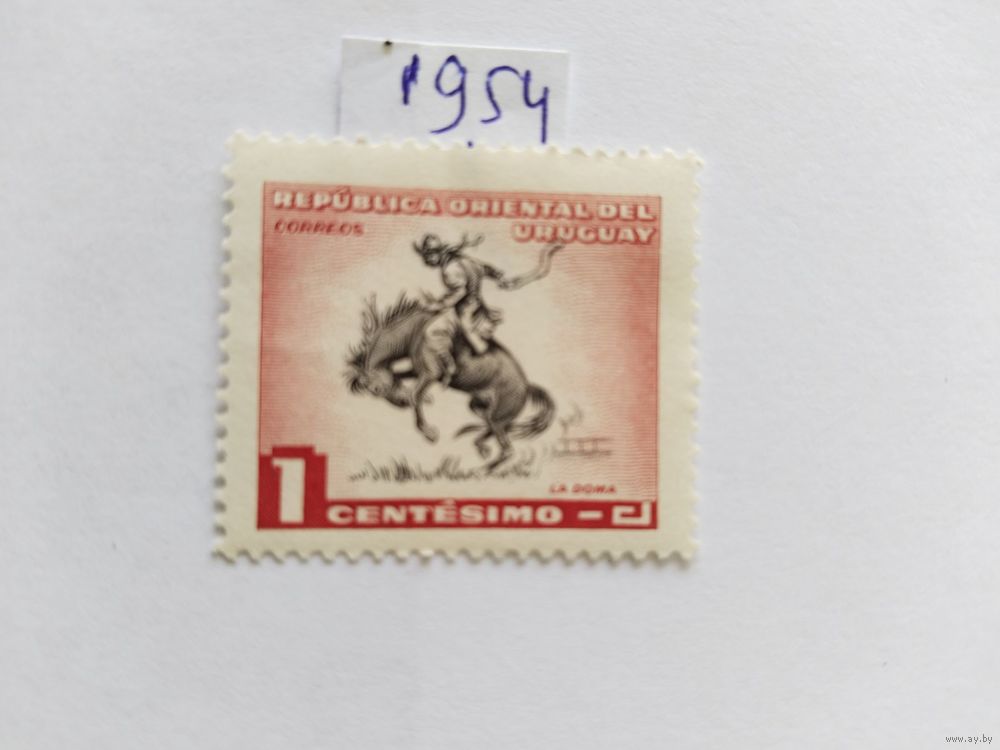 1954
REPÚBLICA ORIENTAL DEL
CORREOS URUGUAY
LA DOMA
1 CENTÉSIMO
www.ay.by